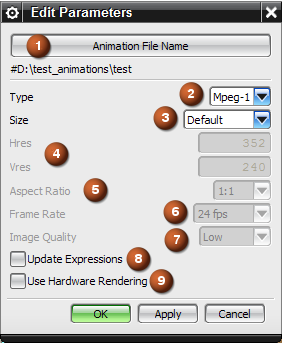 Edit Parameters
1 Animation File Name
#D:\test_animations\test
Type 2 Mpeg-1
Size 3 Default
Hres 352
4
Vres 240
Aspect Ratio 5 1:1
Frame Rate 6 24 fps
Image Quality 7 Low
Update Expressions 8
Use Hardware Rendering 9
OK Apply Cancel